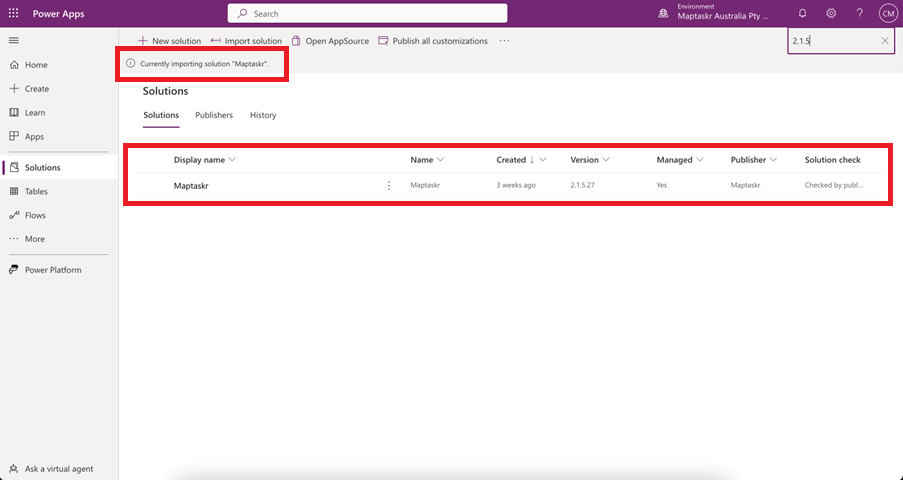 Power Apps
Search
Environment
Maptaskr Australia Pty ...
?
CM
New solution
Import solution
Open AppSource
Publish all customizations
...
2.1.5
Currently importing solution "Maptaskr".
Home
Create
Learn
Apps
Solutions
Tables
Flows
More
Power Platform
Ask a virtual agent
Solutions
Solutions Publishers History
Display name Name Created ↓ Version Managed Publisher Solution check
Maptaskr Maptaskr 3 weeks ago 2.1.5.27 Yes Maptaskr Checked by publ...